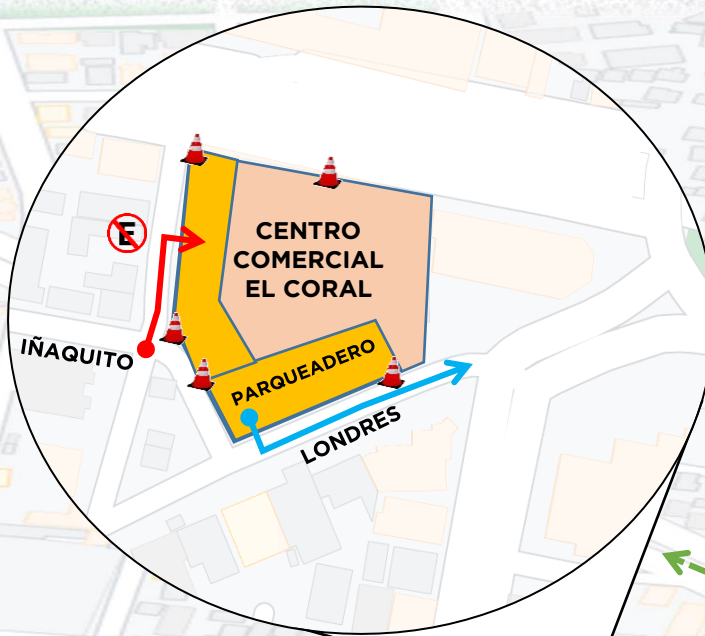 CENTRO
COMERCIAL
EL CORAL
E
IÑAQUITO
PARQUEADERO
LONDRES